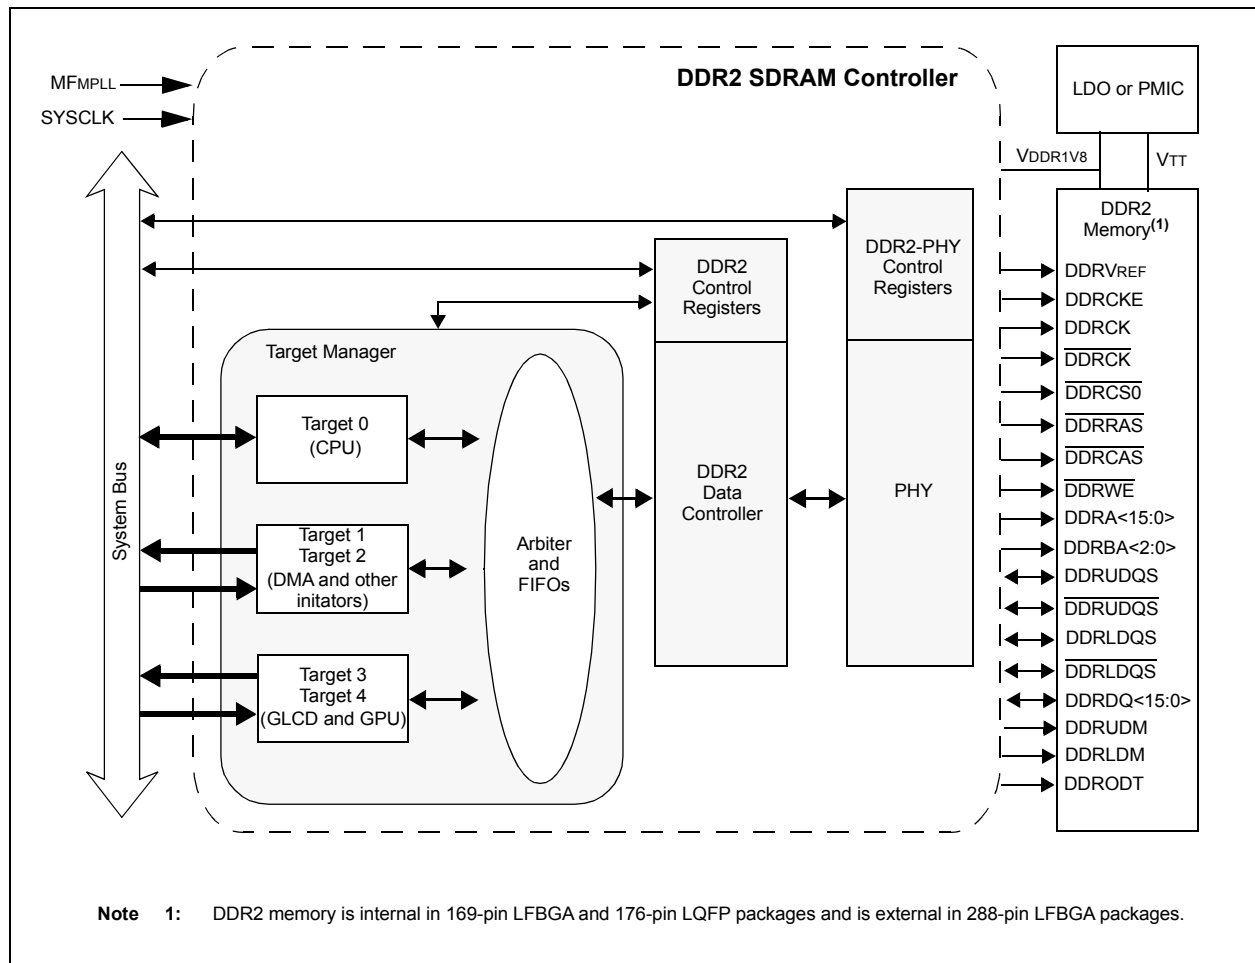 DDR2 SDRAM Controller
MFMPLL
SYSCLK
LDO or PMIC
VDDR1V8
VTT
System Bus
DDR2
Memory(1)
DDR2-PHY
Control
Registers
DDR2
Control
Registers
Target Manager
Target 0
(CPU)
Target 1
Target 2
(DMA and other
initators)
Target 3
Target 4
(GLCD and GPU)
Arbiter
and
FIFOs
DDR2
Data
Controller
PHY
DDRVREF
DDRCKE
DDRCK
DDRCK
DDRCS0
DDRRAS
DDRCAS
DDRWE
DDRA<15:0>
DDRBA<2:0>
DDRUDQS
DDRUDQS
DDRLDQS
DDRLDQS
DDRDQ<15:0>
DDRUDM
DDRLDM
DDRODT
Note 1: DDR2 memory is internal in 169-pin LFBGA and 176-pin LQFP packages and is external in 288-pin LFBGA packages.